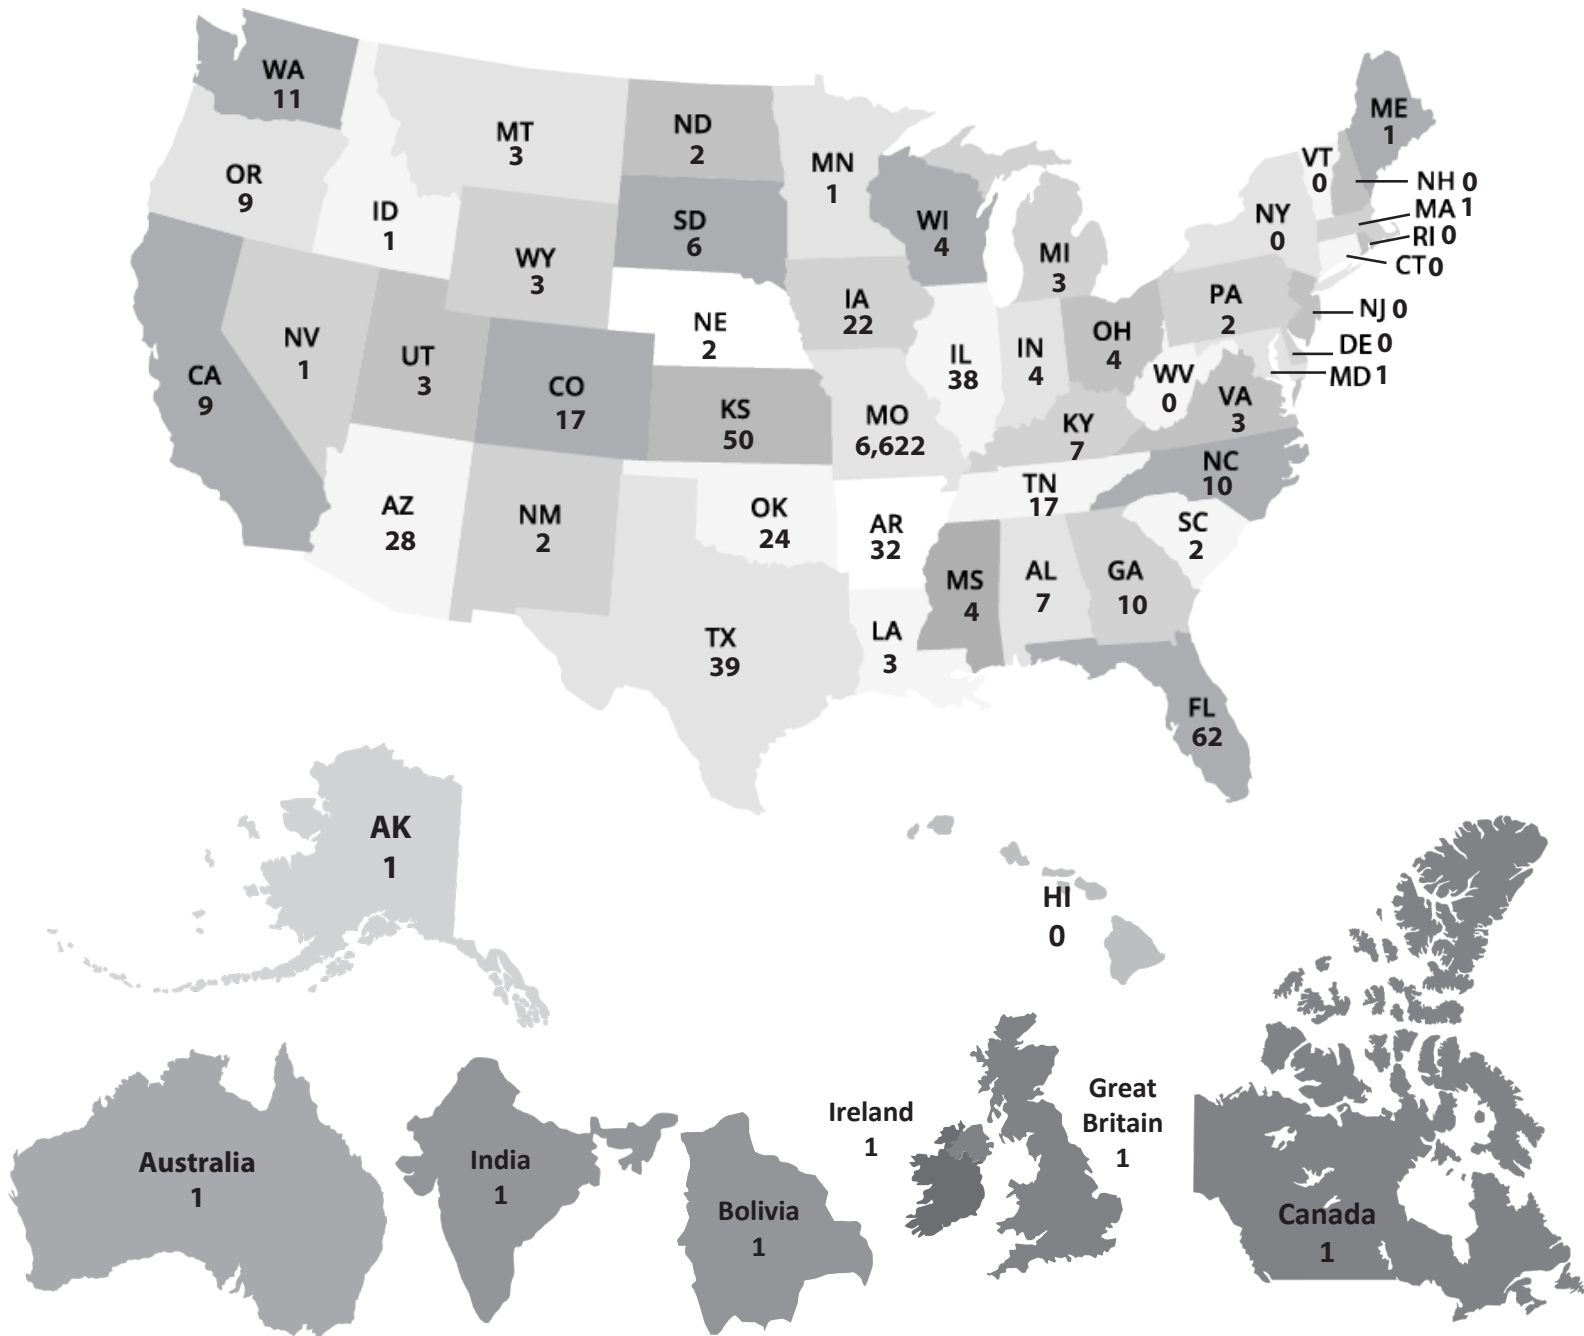 WA
11
OR
9
CA
9
ID
1
NV
1
MT
3
WY
3
UT
3
CO
17
AZ
28
NM
2
ND
2
SD
6
NE
2
KS
50
OK
24
TX
39
MN
1
IA
22
MO
6,622
AR
32
LA
3
WI
4
IL
38
MI
3
IN
4
OH
4
KY
7
TN
17
MS
4
AL
7
GA
10
FL
62
SC
2
NC
10
VA
3
WV
0
PA
2
NY
0
VT
0
ME
1
NH 0
MA 1
RI 0
CT 0
NJ 0
DE 0
MD 1
AK
1
HI
0
Australia
1
India
1
Bolivia
1
Ireland
1
Great
Britain
1
Canada
1